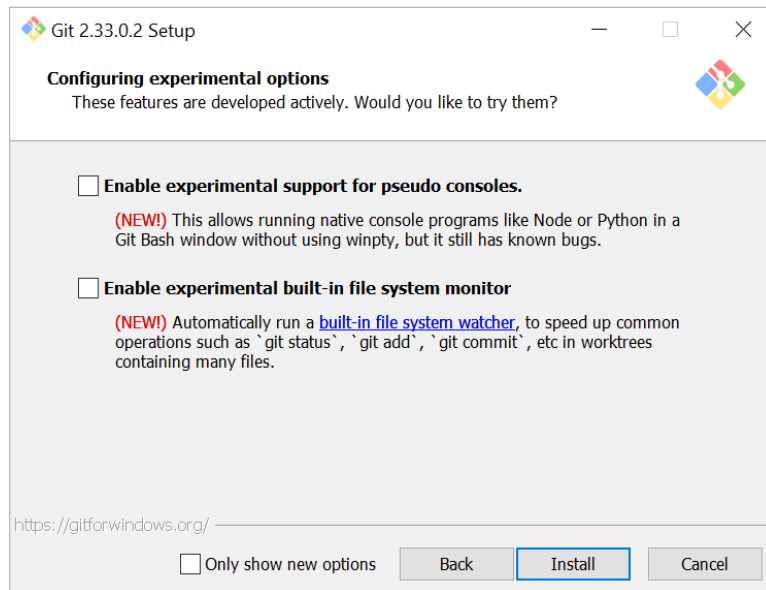 Git 2.33.0.2 Setup
Configuring experimental options
These features are developed actively. Would you like to try them?
Enable experimental support for pseudo consoles.
(NEW!) This allows running native console programs like Node or Python in a
Git Bash window without using winpty, but it still has known bugs.
Enable experimental built-in file system monitor
(NEW!) Automatically run a built-in file system watcher, to speed up common
operations such as `git status`, `git add`, `git commit`, etc in worktrees
containing many files.
https://gitforwindows.org/
Only show new options
Back
Install
Cancel